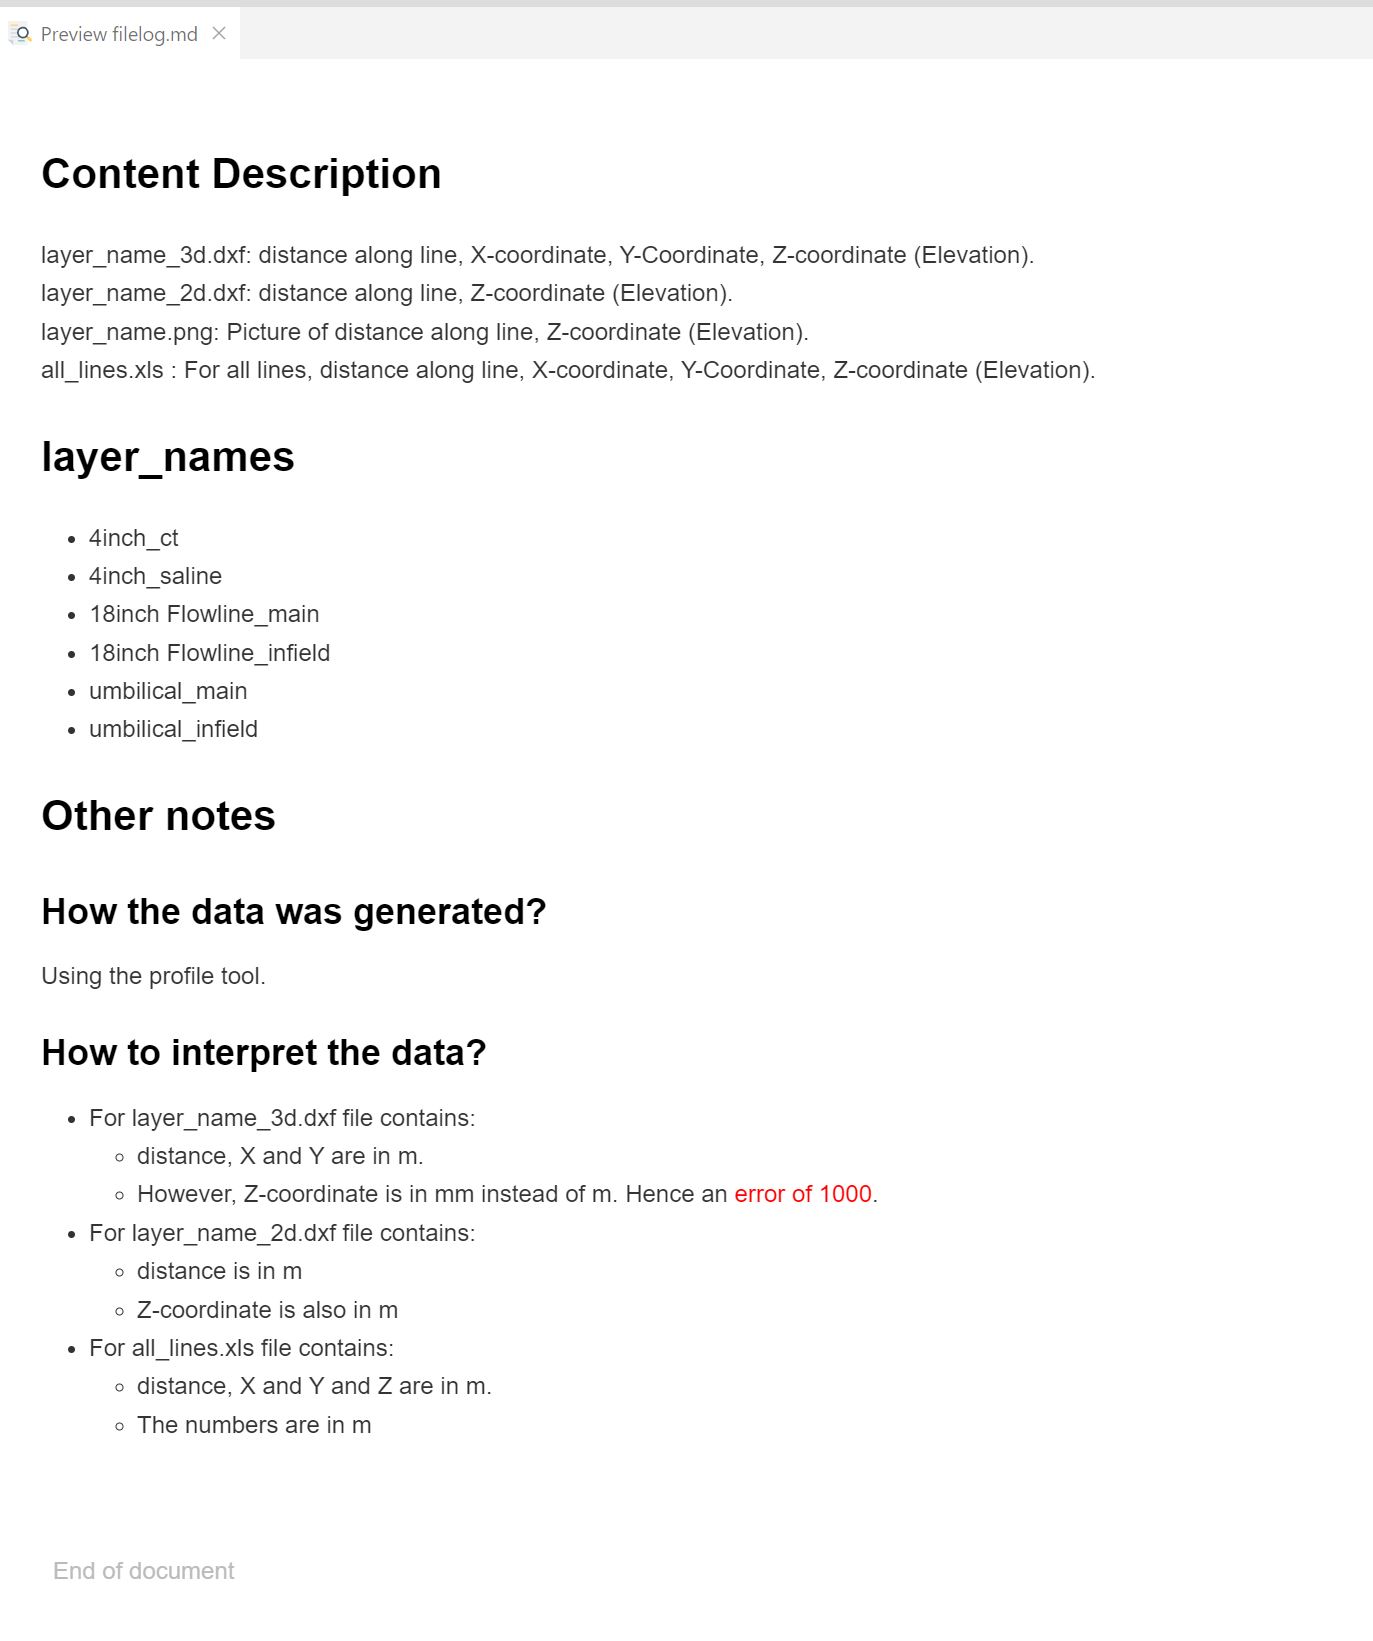 Preview filelog.md
Content Description
layer_name_3d.dxf: distance along line, X-coordinate, Y-Coordinate, Z-coordinate (Elevation).
layer_name_2d.dxf: distance along line, Z-coordinate (Elevation).
layer_name.png: Picture of distance along line, Z-coordinate (Elevation).
all_lines.xls : For all lines, distance along line, X-coordinate, Y-Coordinate, Z-coordinate (Elevation).
layer_names
4inch_ct
4inch_saline
18inch Flowline_main
18inch Flowline_infield
umbilical_main
umbilical_infield
Other notes
How the data was generated?
Using the profile tool.
How to interpret the data?
For layer_name_3d.dxf file contains:
distance, X and Y are in m.
However, Z-coordinate is in mm instead of m. Hence an error of 1000.
For layer_name_2d.dxf file contains:
distance is in m
Z-coordinate is also in m
For all_lines.xls file contains:
distance, X and Y and Z are in m.
The numbers are in m
End of document